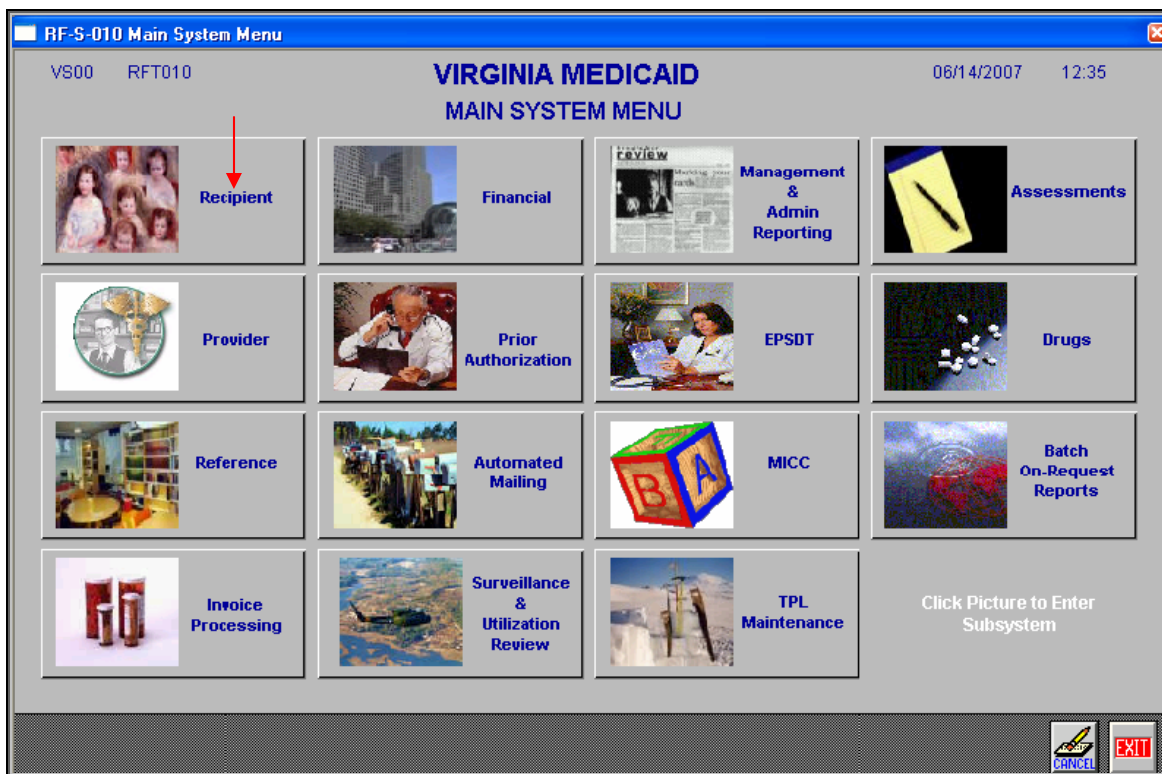 RF-S-010 Main System Menu
VS00 RFT010 VIRGINIA MEDICAID 06/14/2007 12:35
MAIN SYSTEM MENU
Recipient
Financial
review
Management
&
Admin
Reporting
Assessments
Provider
Prior
Authorization
EPSDT
Drugs
Reference
Automated
Mailing
B A
MICC
Batch
On-Request
Reports
Invoice
Processing
Surveillance
&
Utilization
Review
TPL
Maintenance
Click Picture to Enter
Subsystem
CANCEL
EXIT